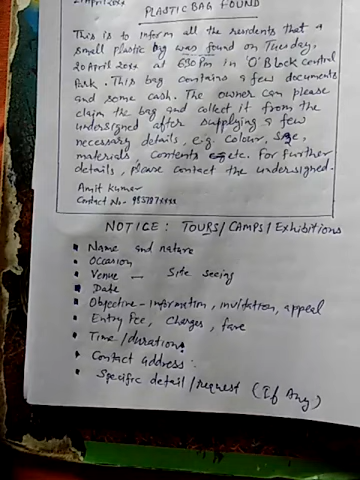 21 April 20xx
PLASTIC BAG FOUND
This is to inform all the residents that a
small plastic bag was found on Tuesday,
20 April 20xx at 6:30 Pm in 'O' Block central
Park. This bag contains a few documents
and some cash. The owner can please
claim the bag and collect it from the
undersigned after supplying a few
necessary details, e.g. Colour, Size,
materials, contents etc. For further
details, please contact the undersigned.
Amit Kumar
Contact No. 985787xxxx
NOTICE: TOURS/CAMPS/Exhibitions
▪ Name and nature
▪ Occasion
▪ Venue — Site seeing
▪ Date
▪ Objective - Information, invitation, appeal
▪ Entry Fee, Charges, fare
▪ Time/duration:
▪ Contact address:
▪ Specific detail/request (If Any)